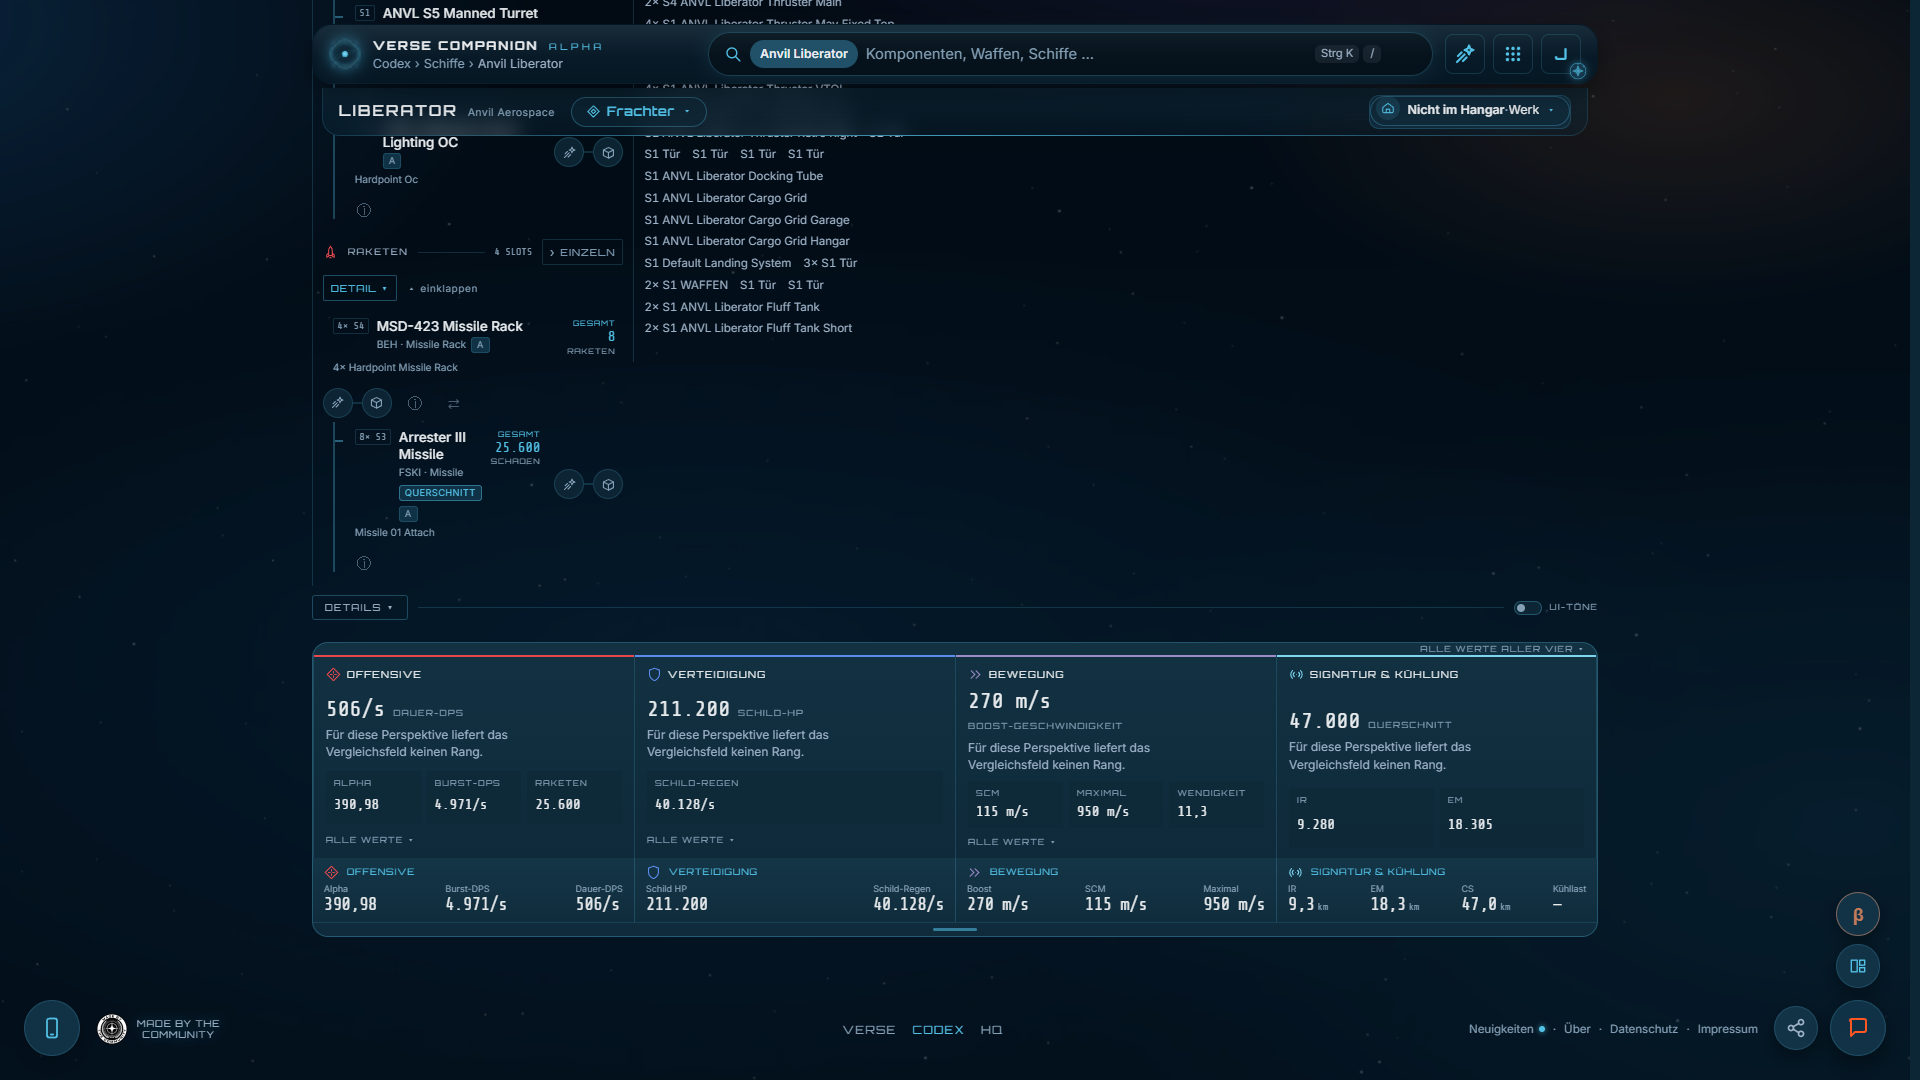 S1 ANVL S5 Manned Turret
2× S4 ANVL Liberator Thruster Main
4× S1 ANVL Liberator Thruster Mav Fixed Top
VERSE COMPANION ALPHA
Codex › Schiffe › Anvil Liberator
Anvil Liberator Komponenten, Waffen, Schiffe ... Strg K /
LIBERATOR Anvil Aerospace Frachter
Nicht im Hangar·Werk
Lighting OC
A
Hardpoint Oc
S1 Tür S1 Tür S1 Tür S1 Tür
S1 ANVL Liberator Docking Tube
S1 ANVL Liberator Cargo Grid
S1 ANVL Liberator Cargo Grid Garage
S1 ANVL Liberator Cargo Grid Hangar
S1 Default Landing System 3× S1 Tür
2× S1 WAFFEN S1 Tür S1 Tür
2× S1 ANVL Liberator Fluff Tank
2× S1 ANVL Liberator Fluff Tank Short
RAKETEN 4 SLOTS › EINZELN
DETAIL einklappen
4× S4 MSD-423 Missile Rack
BEH · Missile Rack A
GESAMT
8
RAKETEN
4× Hardpoint Missile Rack
8× S3 Arrester III Missile
FSKI · Missile
QUERSCHNITT
A
GESAMT
25.600
SCHADEN
Missile 01 Attach
DETAILS
UI-TÖNE
ALLE WERTE ALLER VIER
OFFENSIVE
506/s DAUER-DPS
Für diese Perspektive liefert das
Vergleichsfeld keinen Rang.
ALPHA BURST-DPS RAKETEN
390,98 4.971/s 25.600
ALLE WERTE
VERTEIDIGUNG
211.200 SCHILD-HP
Für diese Perspektive liefert das
Vergleichsfeld keinen Rang.
SCHILD-REGEN
40.128/s
ALLE WERTE
BEWEGUNG
270 m/s
BOOST-GESCHWINDIGKEIT
Für diese Perspektive liefert das
Vergleichsfeld keinen Rang.
SCM MAXIMAL WENDIGKEIT
115 m/s 950 m/s 11,3
ALLE WERTE
SIGNATUR & KÜHLUNG
47.000 QUERSCHNITT
Für diese Perspektive liefert das
Vergleichsfeld keinen Rang.
IR EM
9.280 18.305
OFFENSIVE
Alpha Burst-DPS Dauer-DPS
390,98 4.971/s 506/s
VERTEIDIGUNG
Schild HP Schild-Regen
211.200 40.128/s
BEWEGUNG
Boost SCM Maximal
270 m/s 115 m/s 950 m/s
SIGNATUR & KÜHLUNG
IR EM CS Kühllast
9,3 km 18,3 km 47,0 km –
β
MADE BY THE
COMMUNITY
VERSE CODEX HQ
Neuigkeiten · Über · Datenschutz · Impressum